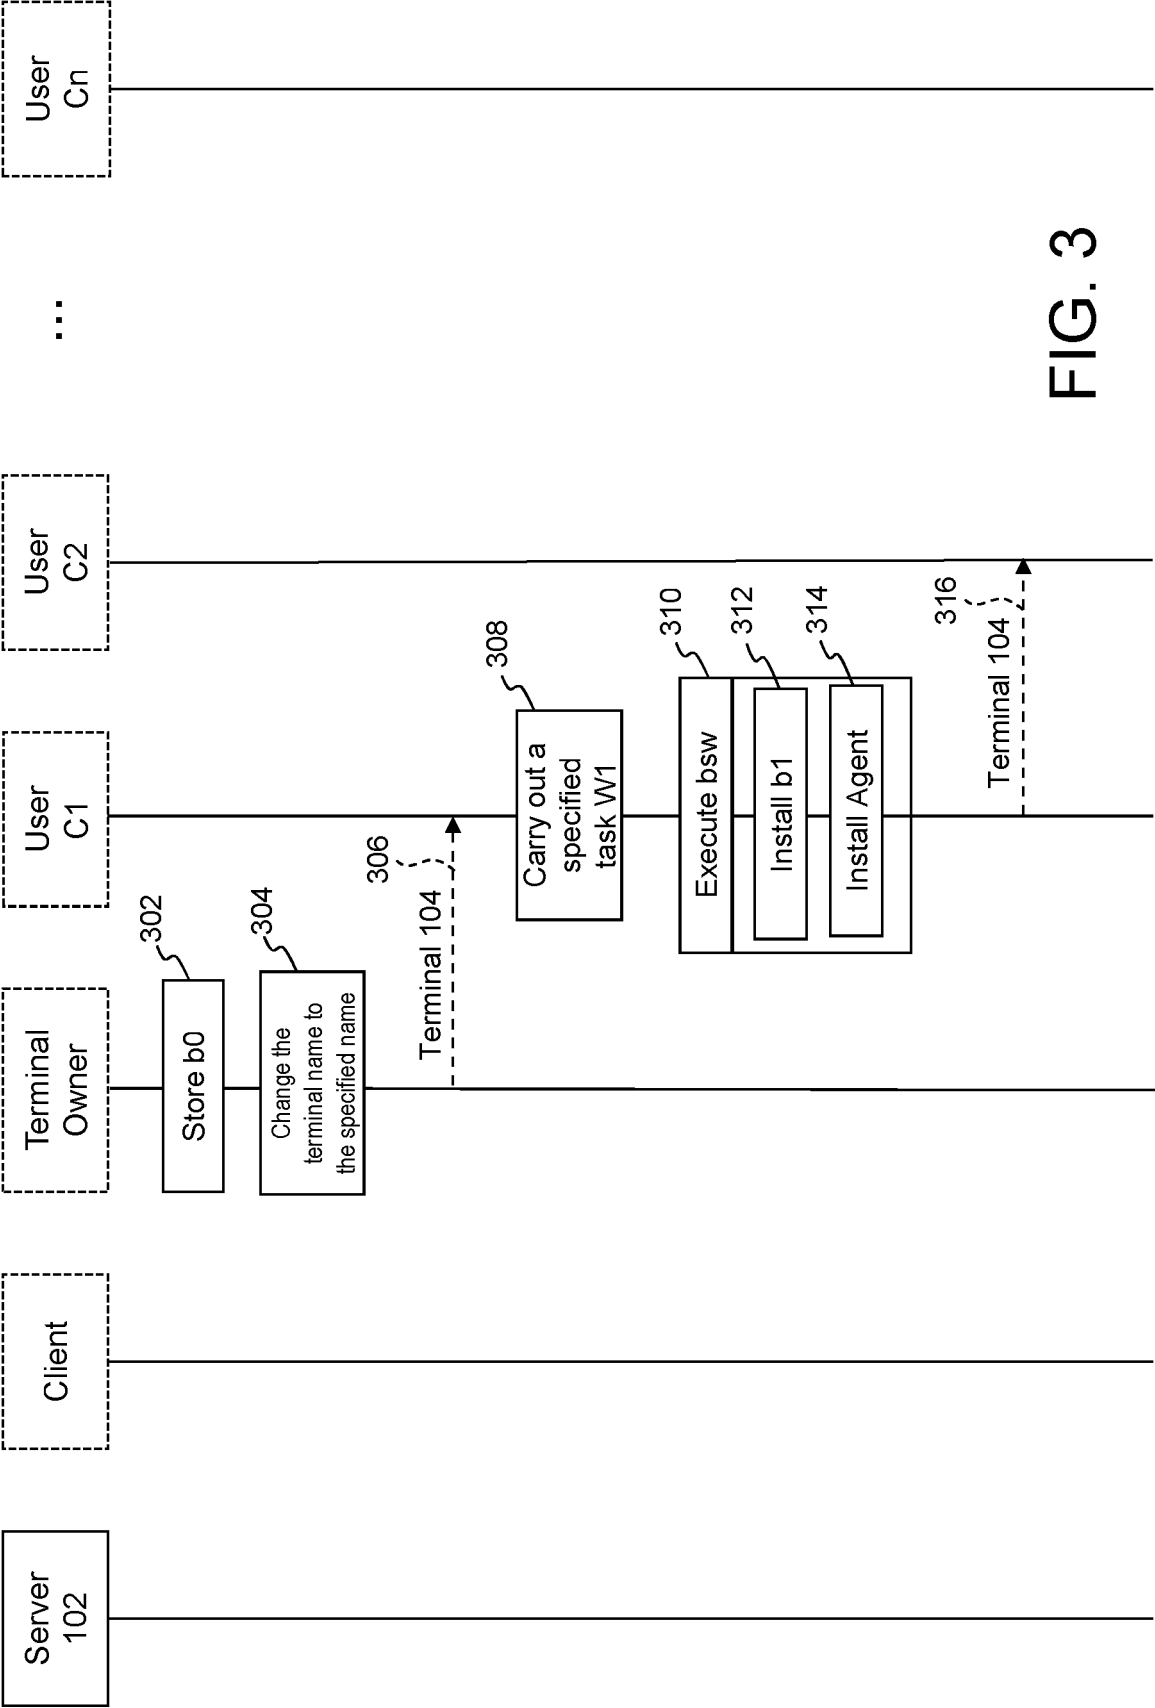 Server
102
Client
Terminal
Owner
User
C1
User
C2
...
User
Cn
302
Store b0
304
Change the
terminal name to
the specified name
306
Terminal 104
308
Carry out a
specified
task W1
310
Execute bsw
312
Install b1
314
Install Agent
316
Terminal 104
FIG. 3